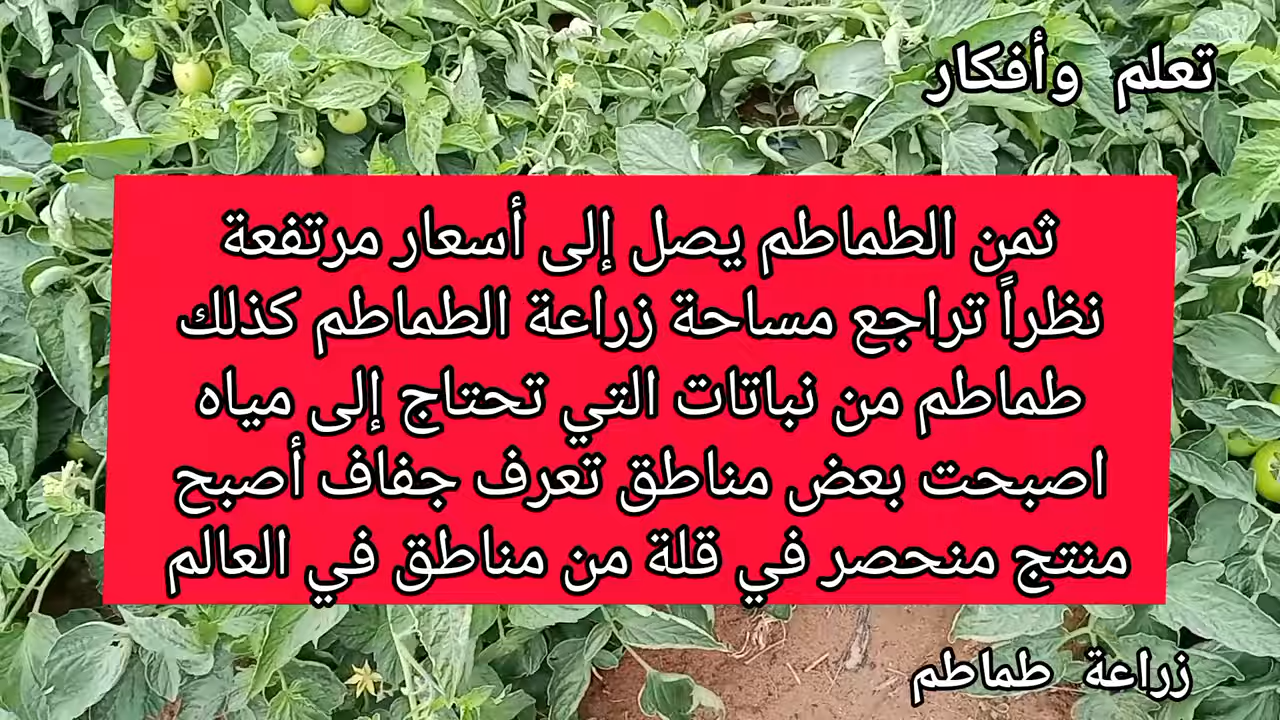 تعلم وأفكار
ثمن الطماطم يصل إلى أسعار مرتفعة
نظراً تراجع مساحة زراعة الطماطم كذلك
طماطم من نباتات التي تحتاج إلى مياه
اصبحت بعض مناطق تعرف جفاف أصبح
منتج منحصر في قلة من مناطق في العالم
زراعة طماطم